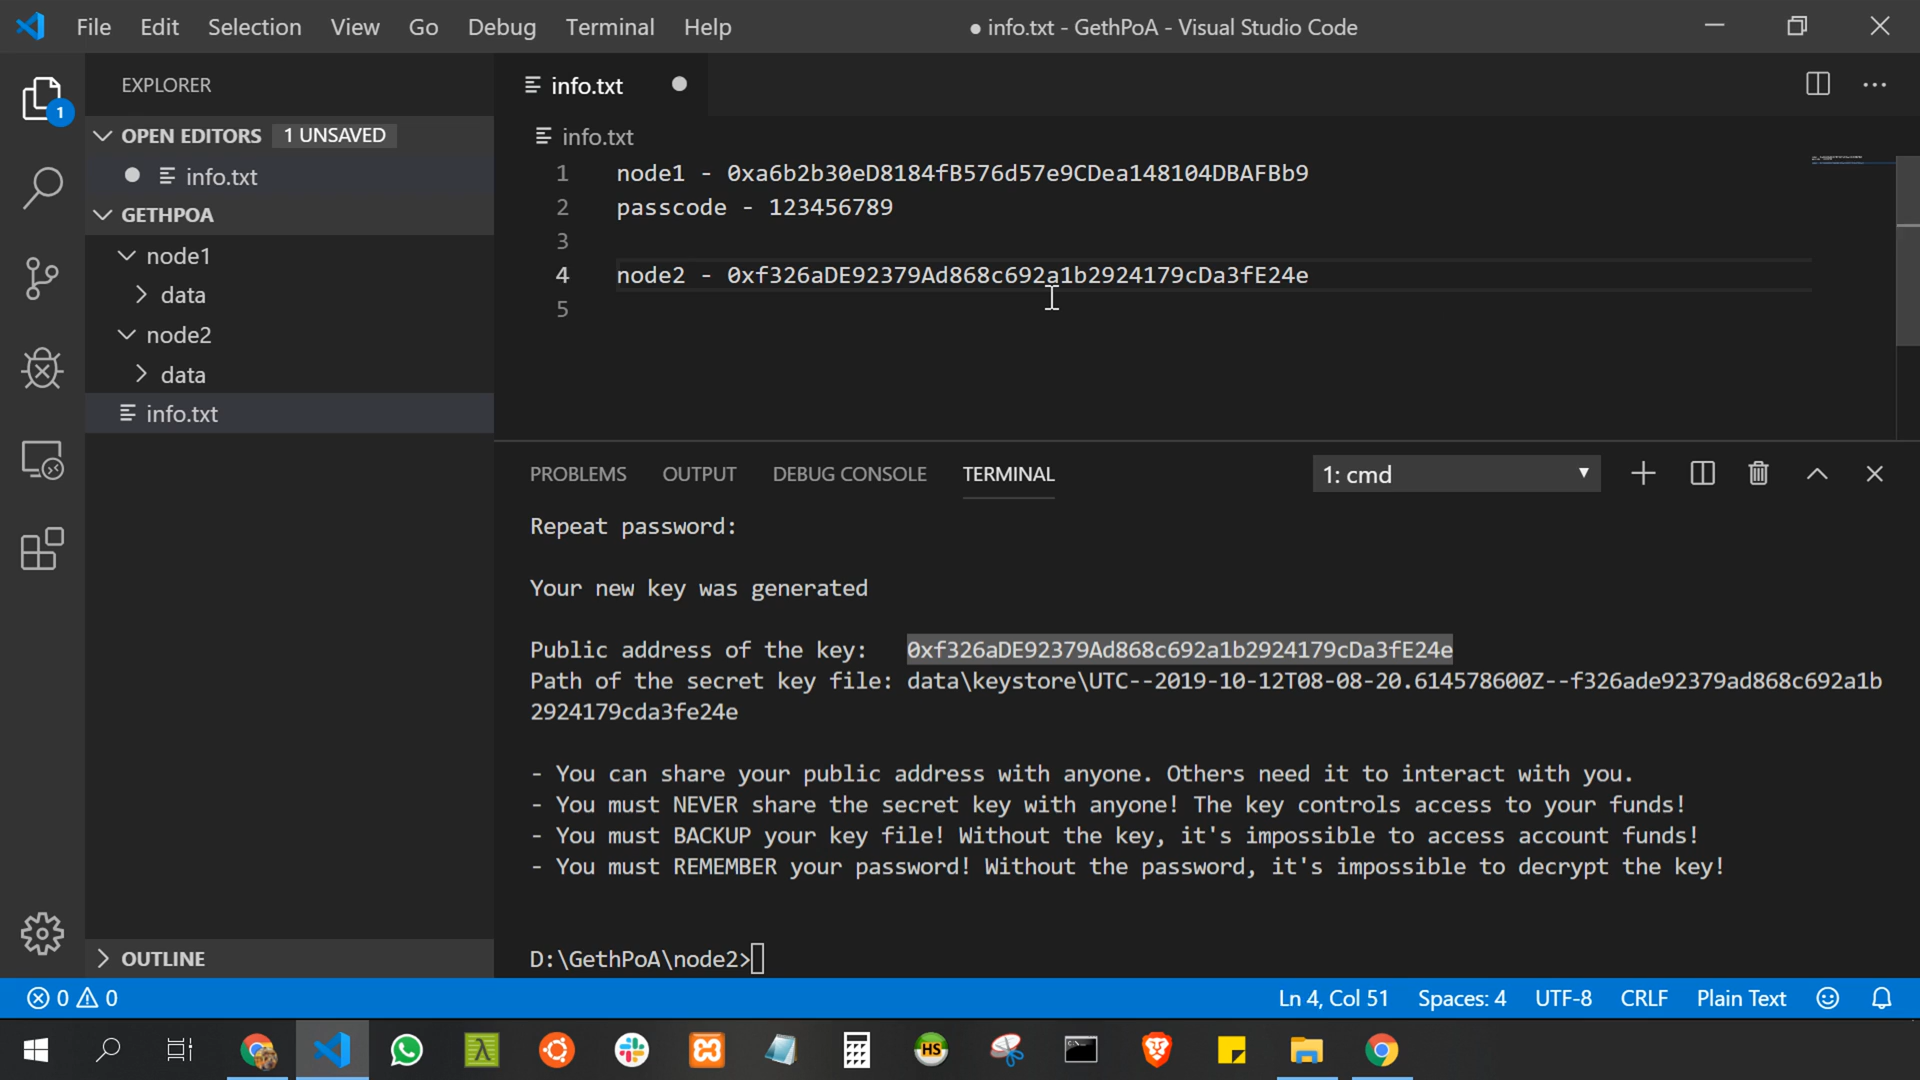 File Edit Selection View Go Debug Terminal Help
● info.txt - GethPoA - Visual Studio Code
EXPLORER
1
OPEN EDITORS 1 UNSAVED
info.txt
GETHPOA
node1
data
node2
data
info.txt
OUTLINE
info.txt
info.txt
1 node1 - 0xa6b2b30eD8184fB576d57e9CDea148104DBAFBb9
2 passcode - 123456789
3
4 node2 - 0xf326aDE92379Ad868c692a1b2924179cDa3fE24e
5
PROBLEMS OUTPUT DEBUG CONSOLE TERMINAL 1: cmd
Repeat password:
Your new key was generated
Public address of the key: 0xf326aDE92379Ad868c692a1b2924179cDa3fE24e
Path of the secret key file: data\keystore\UTC--2019-10-12T08-08-20.614578600Z--f326ade92379ad868c692a1b
2924179cda3fe24e
- You can share your public address with anyone. Others need it to interact with you.
- You must NEVER share the secret key with anyone! The key controls access to your funds!
- You must BACKUP your key file! Without the key, it's impossible to access account funds!
- You must REMEMBER your password! Without the password, it's impossible to decrypt the key!
D:\GethPoA\node2>
0 0
Ln 4, Col 51 Spaces: 4 UTF-8 CRLF Plain Text
HS